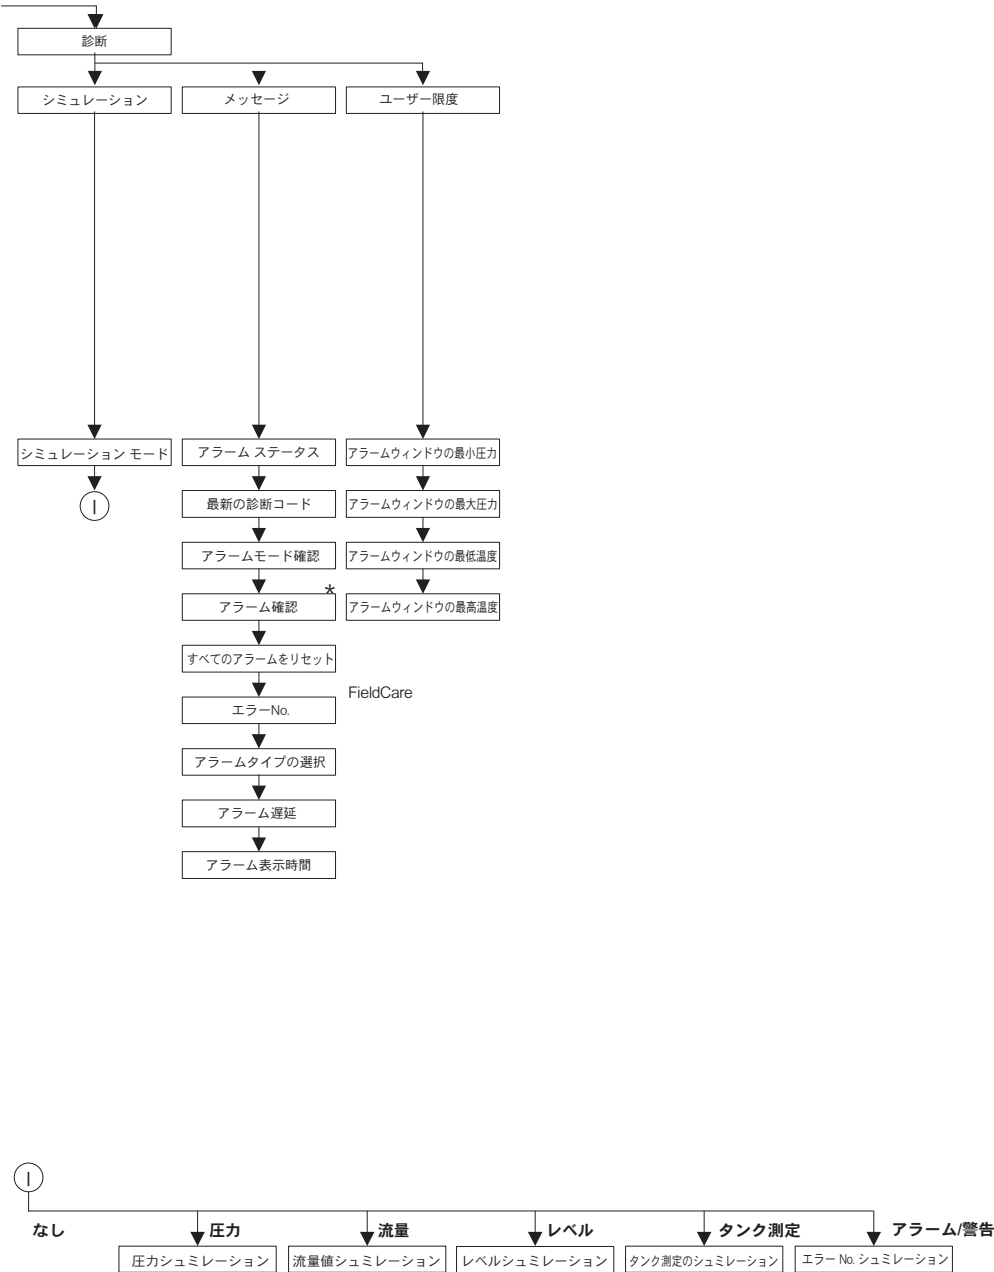 診断
シミュレーション
メッセージ
ユーザー限度
シミュレーション モード
アラーム ステータス
アラームウィンドウの最小圧力
I
最新の診断コード
アラームウィンドウの最大圧力
アラームモード確認
アラームウィンドウの最低温度
*
アラーム確認
アラームウィンドウの最高温度
すべてのアラームをリセット
FieldCare
エラーNo.
アラームタイプの選択
アラーム遅延
アラーム表示時間
I
なし
圧力
流量
レベル
タンク測定
アラーム/警告
圧力シュミレーション
流量値シュミレーション
レベルシュミレーション
タンク測定のシュミレーション
エラー No. シュミレーション